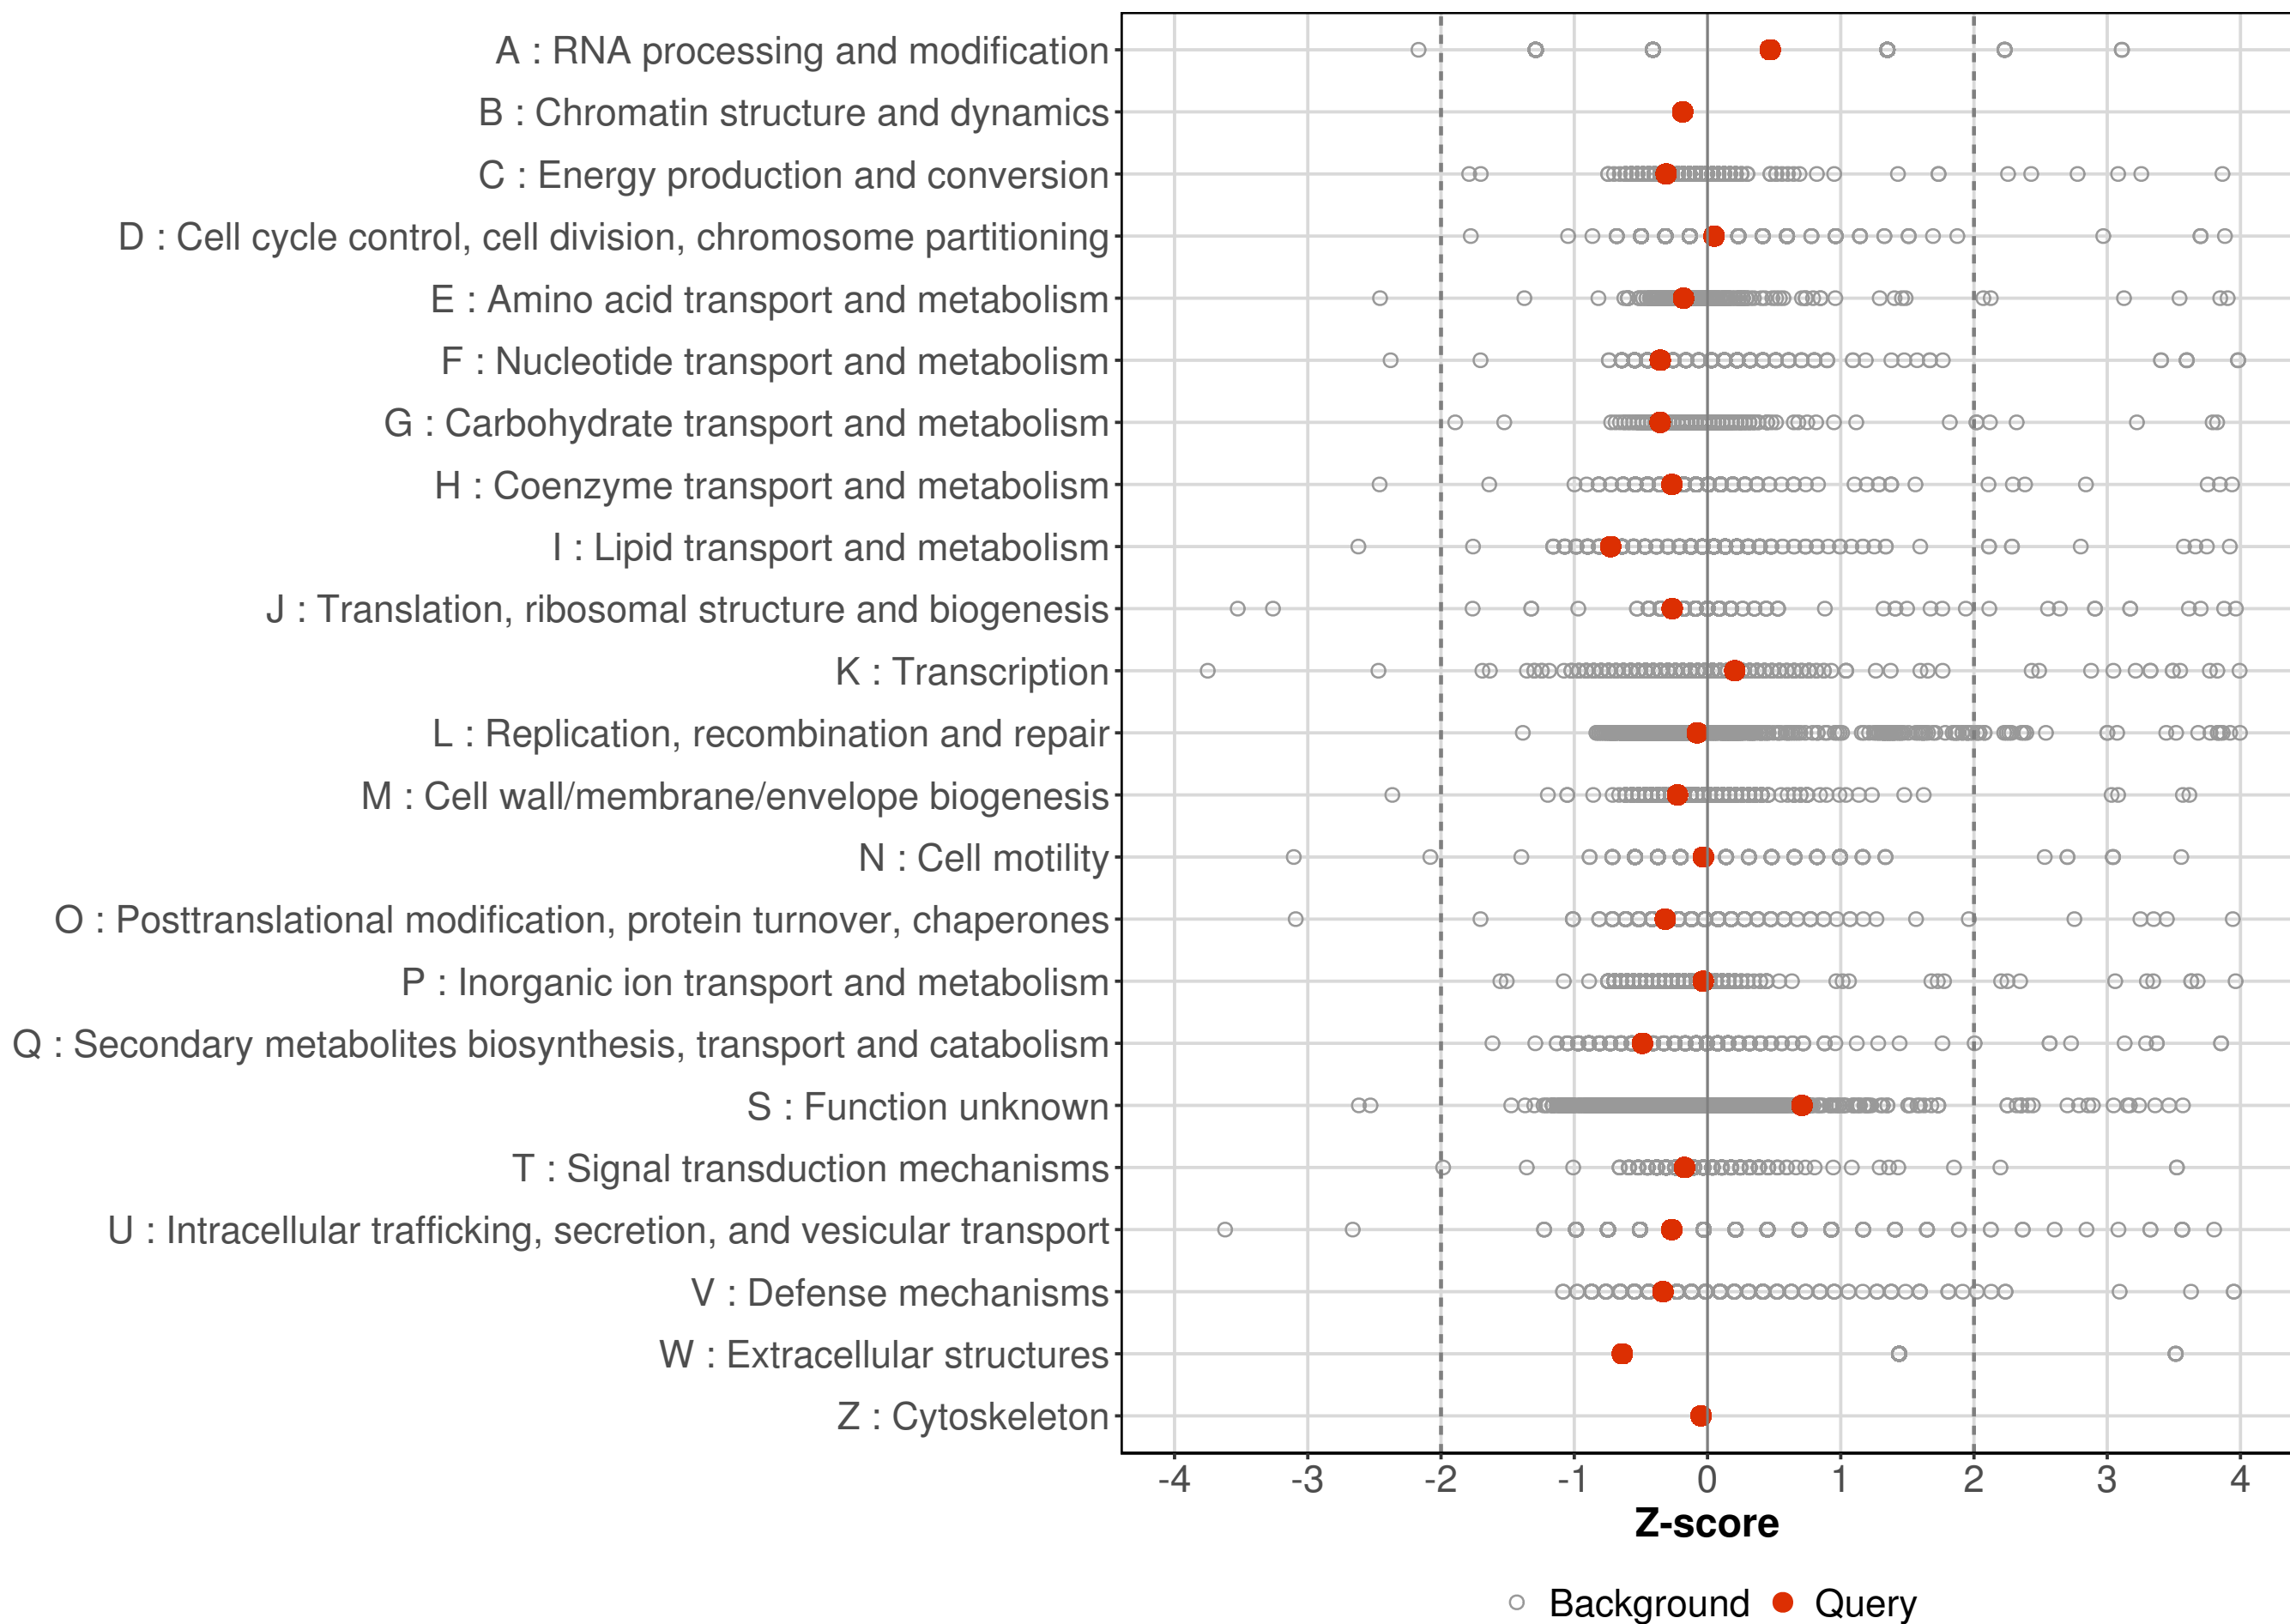 A : RNA processing and modification
B : Chromatin structure and dynamics
C : Energy production and conversion
D : Cell cycle control, cell division, chromosome partitioning
E : Amino acid transport and metabolism
F : Nucleotide transport and metabolism
G : Carbohydrate transport and metabolism
H : Coenzyme transport and metabolism
I : Lipid transport and metabolism
J : Translation, ribosomal structure and biogenesis
K : Transcription
L : Replication, recombination and repair
M : Cell wall/membrane/envelope biogenesis
N : Cell motility
O : Posttranslational modification, protein turnover, chaperones
P : Inorganic ion transport and metabolism
Q : Secondary metabolites biosynthesis, transport and catabolism
S : Function unknown
T : Signal transduction mechanisms
U : Intracellular trafficking, secretion, and vesicular transport
V : Defense mechanisms
W : Extracellular structures
Z : Cytoskeleton
-4 -3 -2 -1 0 1 2 3 4
Z-score
Background Query